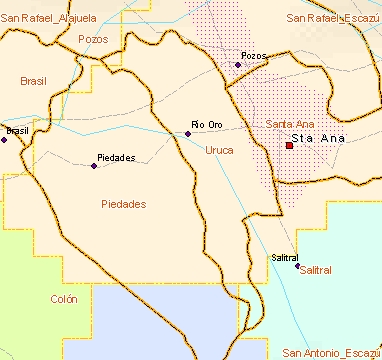 San Rafael_Alajuela
San Rafael_Escazú
Pozos
Pozos
Brasil
Brasil
Río Oro
Santa Ana
Sta Ana
Uruca
Piedades
Piedades
Salitral
Salitral
Colón
San Antonio_Escazú